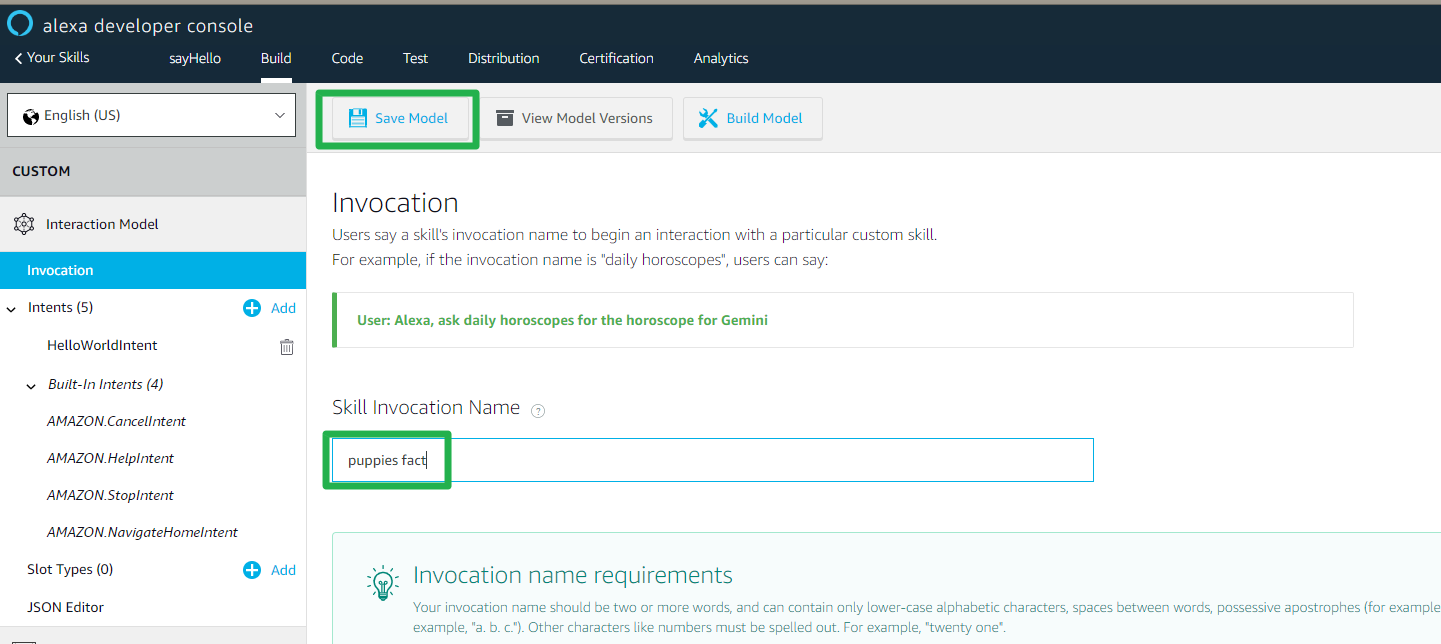 alexa developer console
Your Skills
sayHello
Build
Code
Test
Distribution
Certification
Analytics
English (US)
Save Model
View Model Versions
Build Model
CUSTOM
Interaction Model
Invocation
Intents (5)
Add
HelloWorldIntent
Built-In Intents (4)
AMAZON.CancelIntent
AMAZON.HelpIntent
AMAZON.StopIntent
AMAZON.NavigateHomeIntent
Slot Types (0)
Add
JSON Editor
Invocation
Users say a skill's invocation name to begin an interaction with a particular custom skill.
For example, if the invocation name is "daily horoscopes", users can say:
User: Alexa, ask daily horoscopes for the horoscope for Gemini
Skill Invocation Name
?
puppies fact
Invocation name requirements
Your invocation name should be two or more words, and can contain only lower-case alphabetic characters, spaces between words, possessive apostrophes (for example
example, "a. b. c."). Other characters like numbers must be spelled out. For example, "twenty one".